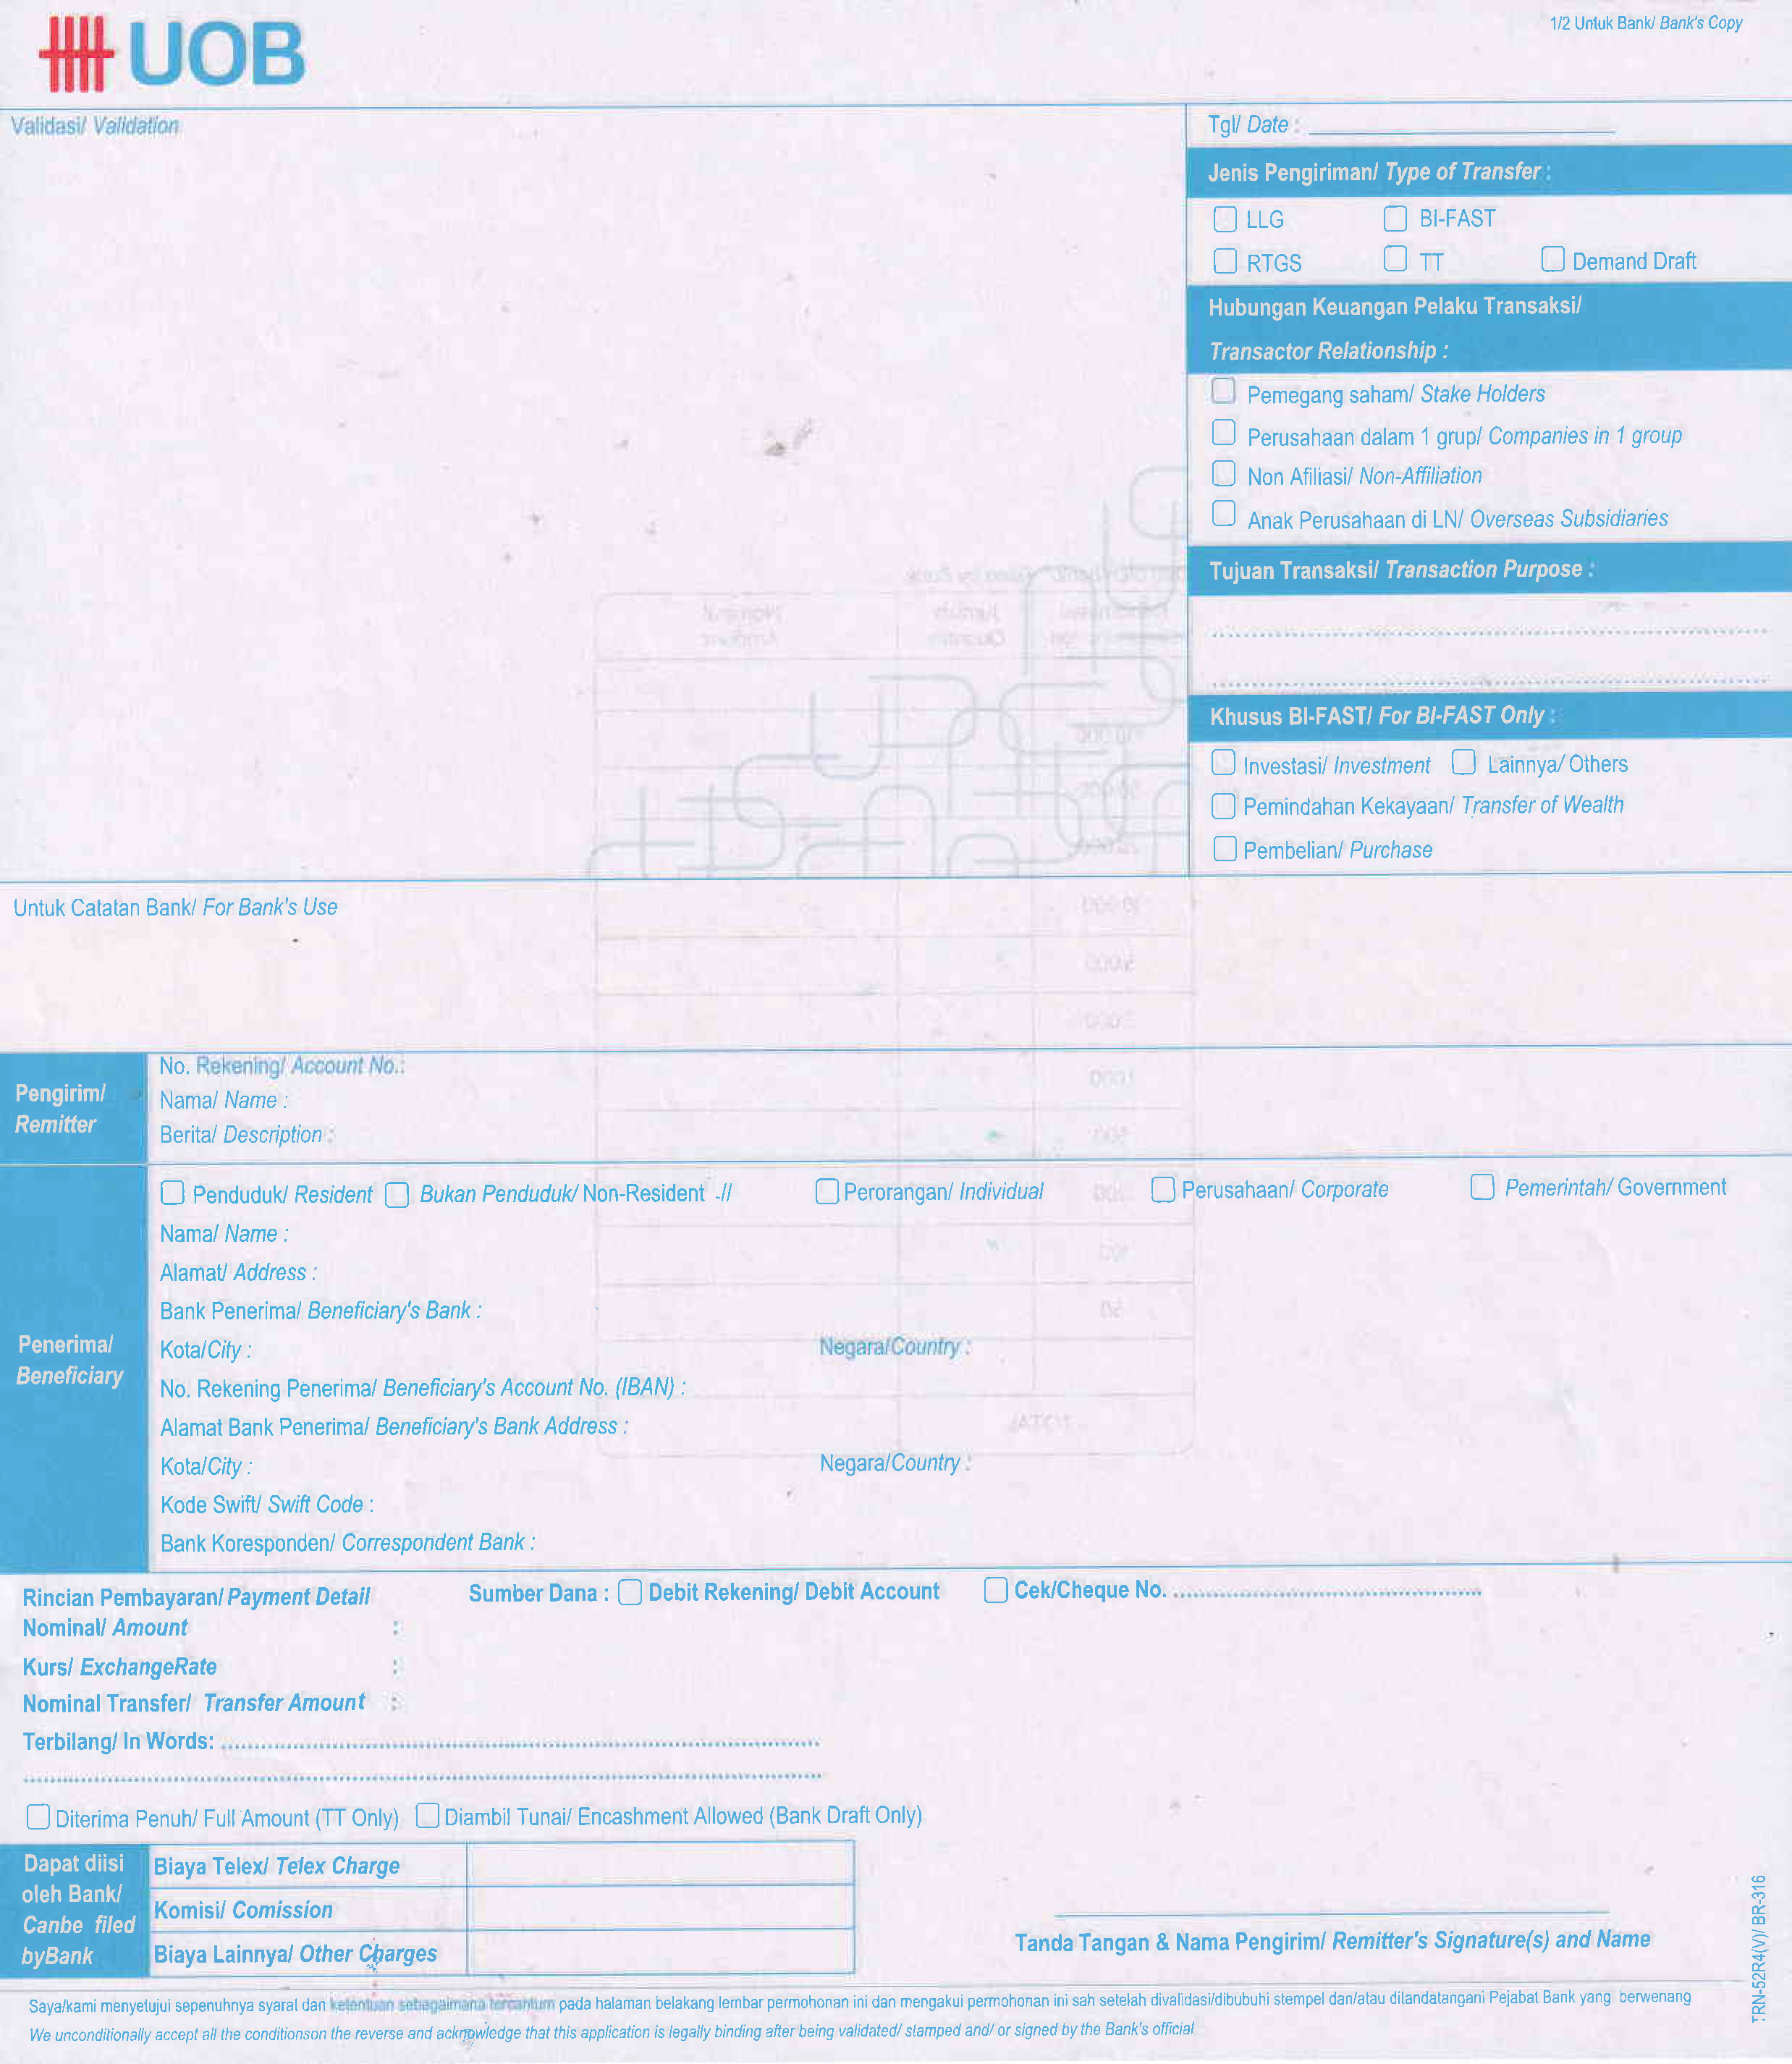 UOB
1/2 Untuk Bank/ Bank's Copy
Validasi/ Validation
Tgl/ Date :
Jenis Pengiriman/ Type of Transfer :
LLG BI-FAST
RTGS TT Demand Draft
Hubungan Keuangan Pelaku Transaksi/
Transactor Relationship :
Pemegang saham/ Stake Holders
Perusahaan dalam 1 grup/ Companies in 1 group
Non Afiliasi/ Non-Affiliation
Anak Perusahaan di LN/ Overseas Subsidiaries
Tujuan Transaksi/ Transaction Purpose :
Khusus BI-FAST/ For BI-FAST Only :
Investasi/ Investment Lainnya/ Others
Pemindahan Kekayaan/ Transfer of Wealth
Pembelian/ Purchase
Untuk Catatan Bank/ For Bank's Use
Pengirim/
Remitter
No. Rekening/ Account No.:
Nama/ Name :
Berita/ Description :
Penerima/
Beneficiary
Penduduk/ Resident Bukan Penduduk/ Non-Resident -// Perorangan/ Individual Perusahaan/ Corporate Pemerintah/ Government
Nama/ Name :
Alamat/ Address :
Bank Penerima/ Beneficiary's Bank :
Kota/City : Negara/Country :
No. Rekening Penerima/ Beneficiary's Account No. (IBAN) :
Alamat Bank Penerima/ Beneficiary's Bank Address :
Kota/City : Negara/Country :
Kode Swift/ Swift Code :
Bank Koresponden/ Correspondent Bank :
Rincian Pembayaran/ Payment Detail Sumber Dana : Debit Rekening/ Debit Account Cek/Cheque No.
Nominal/ Amount :
Kurs/ ExchangeRate :
Nominal Transfer/ Transfer Amount :
Terbilang/ In Words:
Diterima Penuh/ Full Amount (TT Only) Diambil Tunai/ Encashment Allowed (Bank Draft Only)
Dapat diisi
oleh Bank/
Canbe filed
byBank
Biaya Telex/ Telex Charge
Komisi/ Comission
Biaya Lainnya/ Other Charges
Tanda Tangan & Nama Pengirim/ Remitter's Signature(s) and Name
TRN-52R4(V)/ BR-316
Saya/kami menyetujui sepenuhnya syarat dan ketentuan sebagaimana tercantum pada halaman belakang lembar permohonan ini dan mengakui permohonan ini sah setelah divalidasi/dibubuhi stempel dan/atau ditandatangani Pejabat Bank yang berwenang
We unconditionally accept all the conditionson the reverse and acknowledge that this application is legally binding after being validated/ stamped and/ or signed by the Bank's official